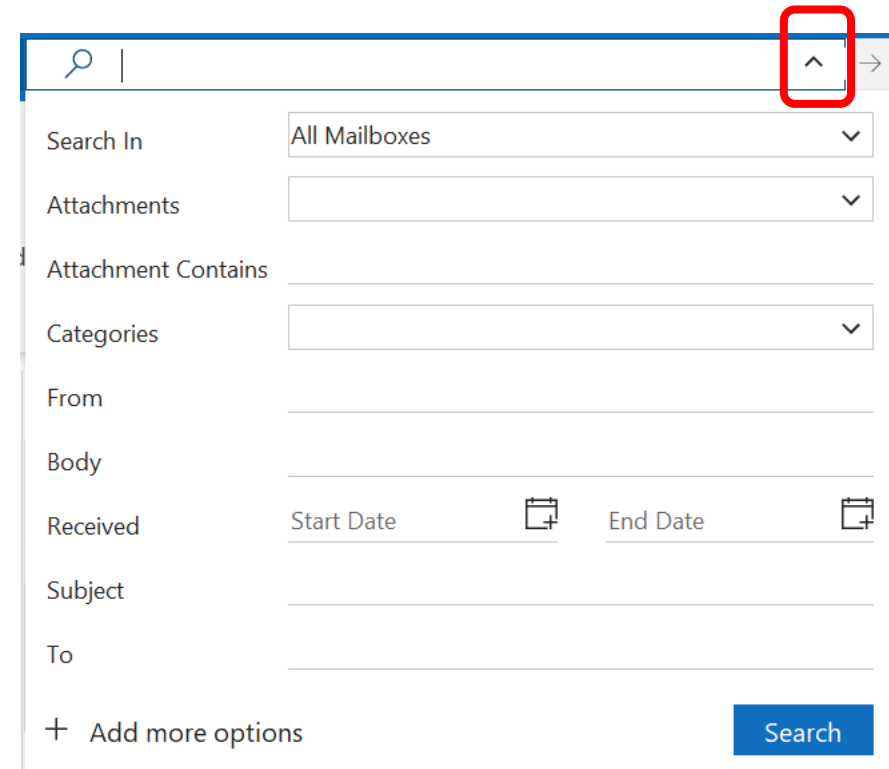 Search In All Mailboxes
Attachments
Attachment Contains
Categories
From
Body
Received Start Date End Date
Subject
To
+ Add more options Search